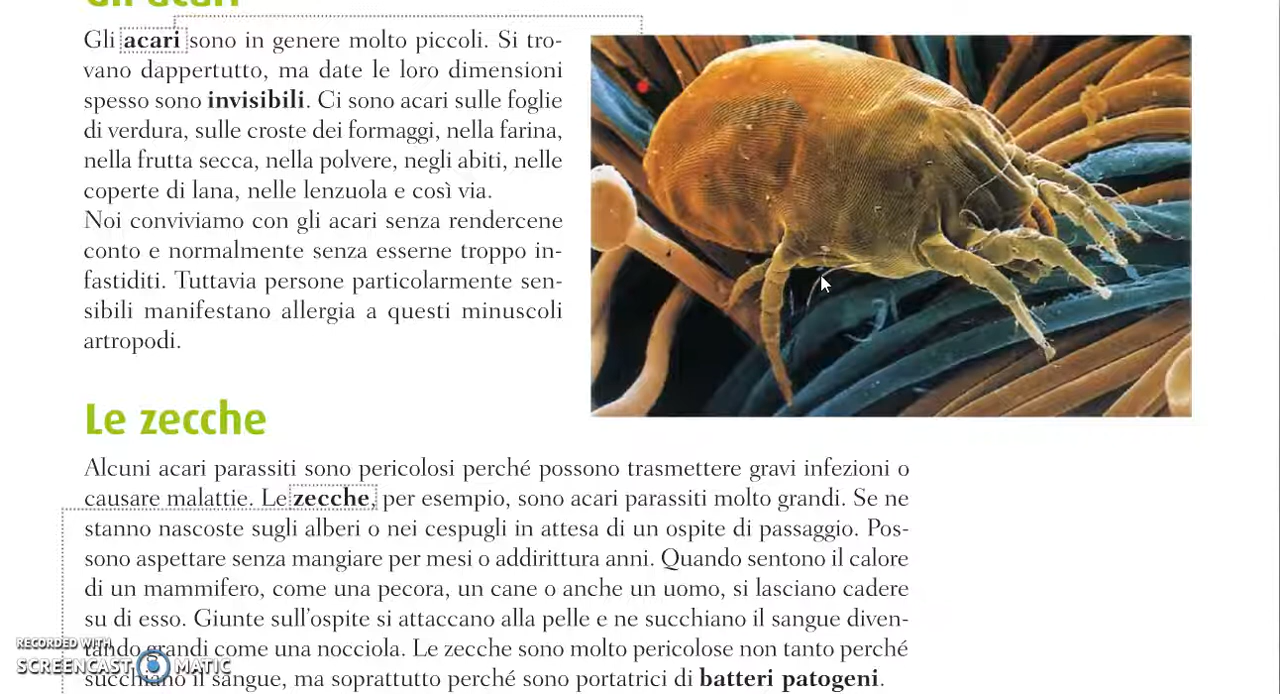 Gli acari
Gli acari sono in genere molto piccoli. Si tro-
vano dappertutto, ma date le loro dimensioni
spesso sono invisibili. Ci sono acari sulle foglie
di verdura, sulle croste dei formaggi, nella farina,
nella frutta secca, nella polvere, negli abiti, nelle
coperte di lana, nelle lenzuola e così via.
Noi conviviamo con gli acari senza rendercene
conto e normalmente senza esserne troppo in-
fastiditi. Tuttavia persone particolarmente sen-
sibili manifestano allergia a questi minuscoli
artropodi.
Le zecche
Alcuni acari parassiti sono pericolosi perché possono trasmettere gravi infezioni o
causare malattie. Le zecche, per esempio, sono acari parassiti molto grandi. Se ne
stanno nascoste sugli alberi o nei cespugli in attesa di un ospite di passaggio. Pos-
sono aspettare senza mangiare per mesi o addirittura anni. Quando sentono il calore
di un mammifero, come una pecora, un cane o anche un uomo, si lasciano cadere
su di esso. Giunte sull'ospite si attaccano alla pelle e ne succhiano il sangue diven-
tando grandi come una nocciola. Le zecche sono molto pericolose non tanto perché
succhiano il sangue, ma soprattutto perché sono portatrici di batteri patogeni.
RECORDED WITH
SCREENCAST MATIC